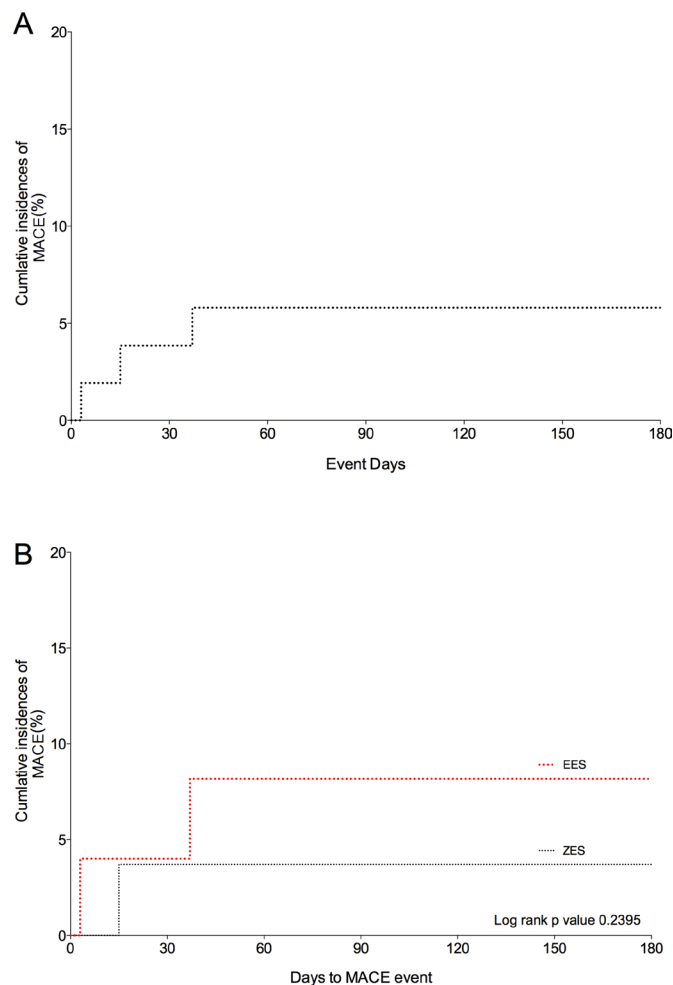 A
20
15
10
5
0
Cumlative insidences of
MACE(%)
0 30 60 90 120 150 180
Event Days
B
20
15
10
5
0
Cumlative insidences of
MACE(%)
EES
ZES
Log rank p value 0.2395
0 30 60 90 120 150 180
Days to MACE event